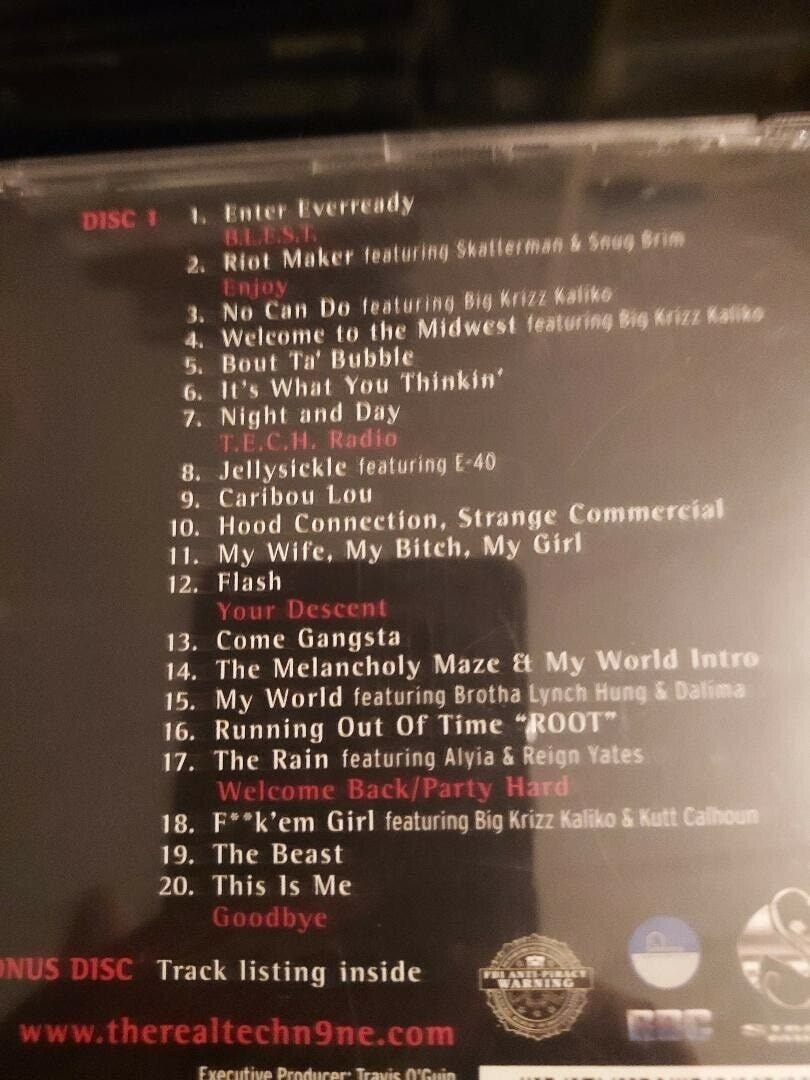 DISC 1 1. Enter Everready
B.L.E.S.T.
2. Riot Maker featuring Skatterman & Snug Brim
Enjoy
3. No Can Do featuring Big Krizz Kaliko
4. Welcome to the Midwest featuring Big Krizz Kaliko
5. Bout Ta' Bubble
6. It's What You Thinkin'
7. Night and Day
T.E.C.H. Radio
8. Jellysickle featuring E-40
9. Caribou Lou
10. Hood Connection, Strange Commercial
11. My Wife, My Bitch, My Girl
12. Flash
Your Descent
13. Come Gangsta
14. The Melancholy Maze & My World Intro
15. My World featuring Brotha Lynch Hung & Dalima
16. Running Out Of Time "ROOT"
17. The Rain featuring Alyia & Reign Yates
Welcome Back/Party Hard
18. F**k'em Girl featuring Big Krizz Kaliko & Kutt Calhoun
19. The Beast
20. This Is Me
Goodbye
ONUS DISC Track listing inside
FBI ANTI-PIRACY
WARNING
www.therealtechn9ne.com
Executive Producer: Travis O'Guin